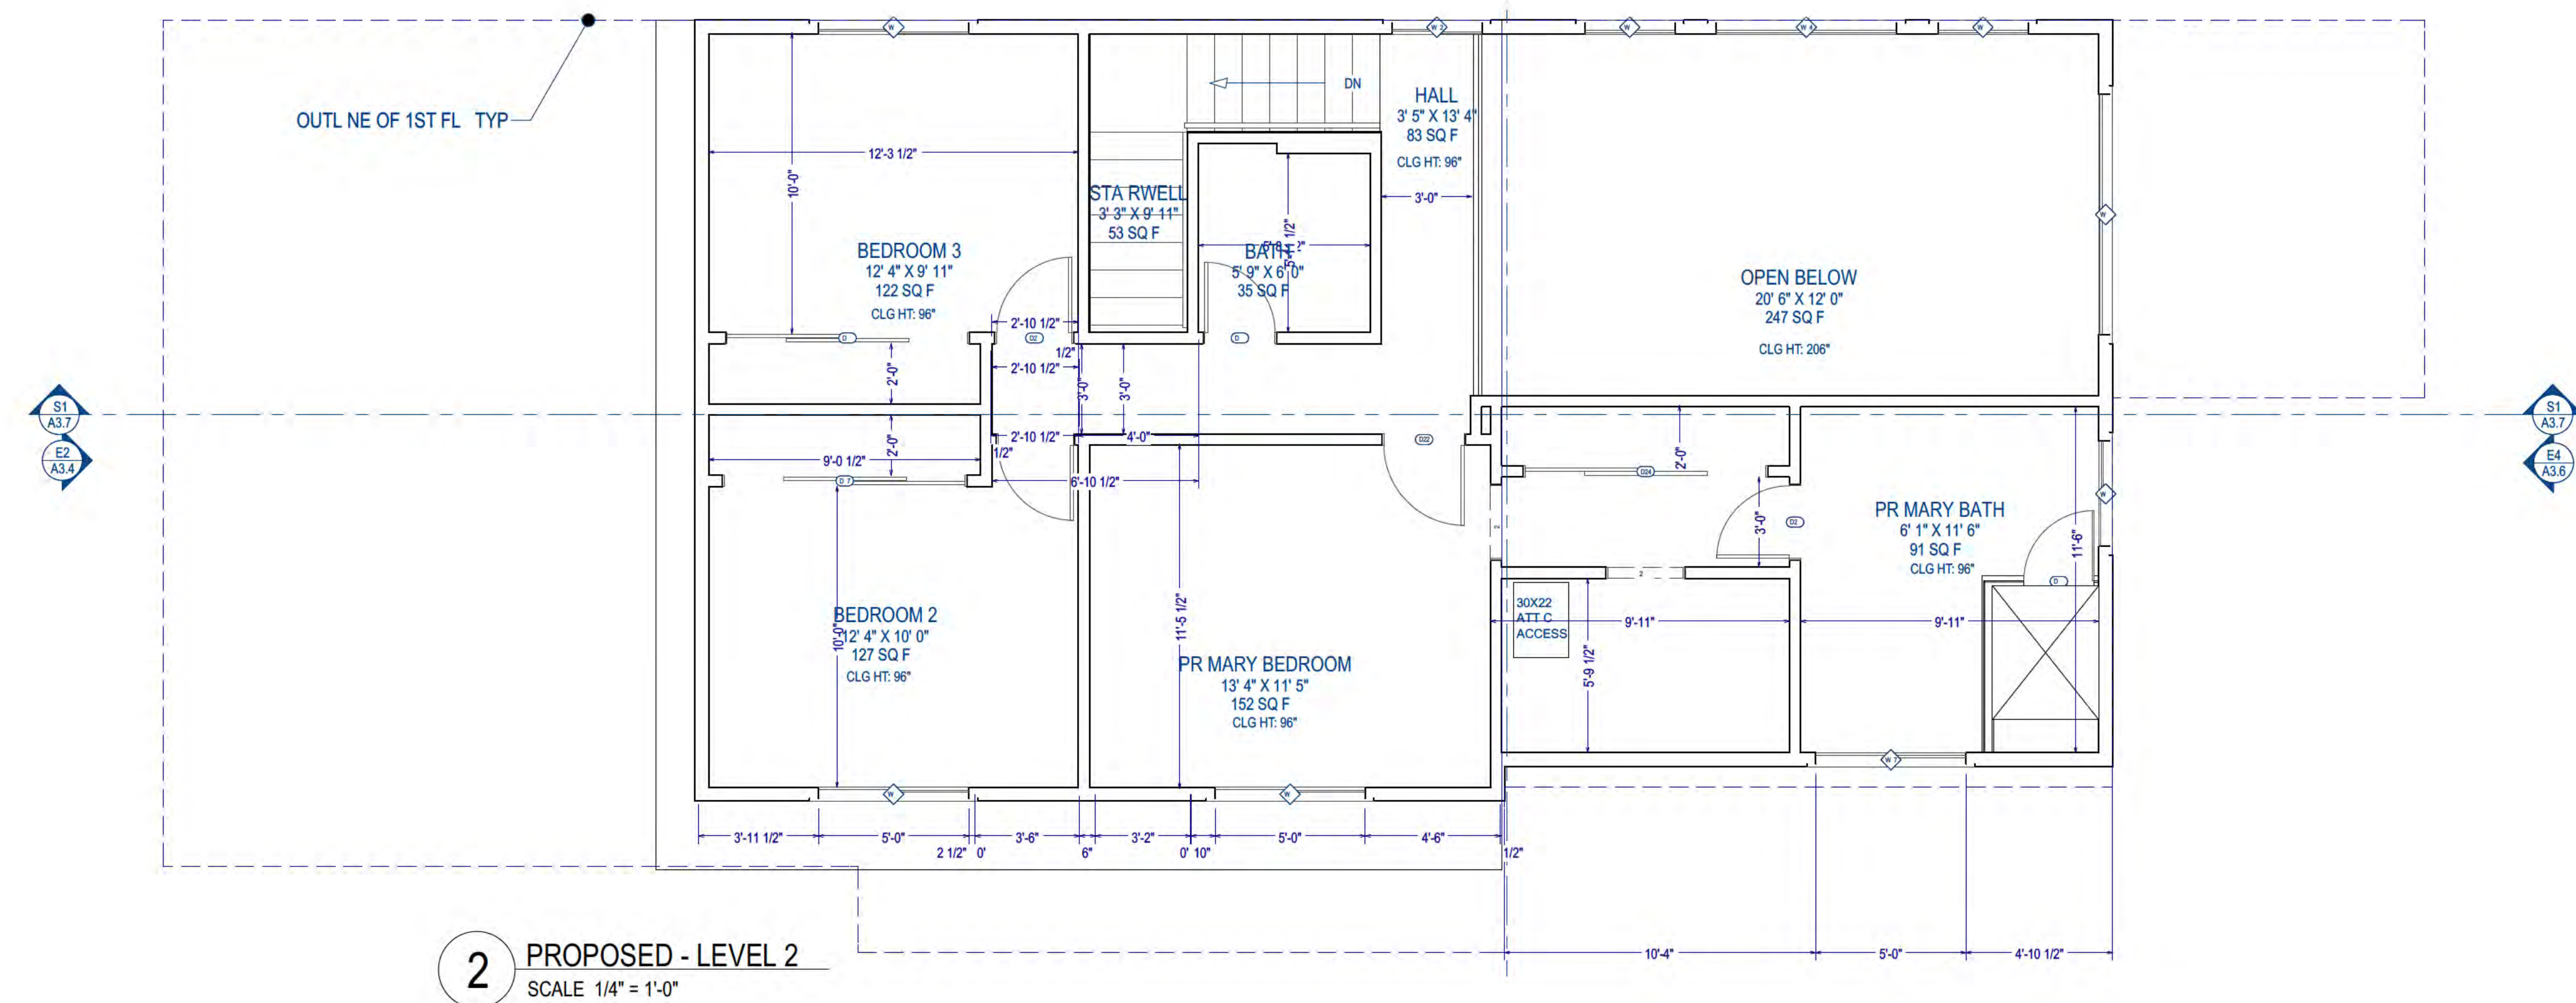 OUTL NE OF 1ST FL TYP
W
W 2
W
W 4
W
DN
HALL
3' 5" X 13' 4"
83 SQ F
CLG HT: 96"
3'-0"
12'-3 1/2"
10'-0"
STA RWELL
3' 3" X 9' 11"
53 SQ F
BEDROOM 3
12' 4" X 9' 11"
122 SQ F
CLG HT: 96"
BATH
5' 9" X 6' 0"
35 SQ F
W
OPEN BELOW
20' 6" X 12' 0"
247 SQ F
CLG HT: 206"
2'-10 1/2"
D
D2
D
1/2"
2'-10 1/2"
2'-0"
3'-0"
3'-0"
S1
A3.7
E2
A3.4
S1
A3.7
E4
A3.6
2'-10 1/2"
4'-0"
D22
1/2"
2'-0"
9'-0 1/2"
6'-10 1/2"
D 7
2'-0"
D24
W
3'-0"
D2
2
PR MARY BATH
6' 1" X 11' 6"
91 SQ F
CLG HT: 96"
11'-6"
D
2
BEDROOM 2
12' 4" X 10' 0"
127 SQ F
CLG HT: 96"
10'-0"
11'-5 1/2"
PR MARY BEDROOM
13' 4" X 11' 5"
152 SQ F
CLG HT: 96"
30X22
ATT C
ACCESS
9'-11"
5'-9 1/2"
9'-11"
W
W
W 7
3'-11 1/2"
5'-0"
3'-6"
3'-2"
5'-0"
4'-6"
2 1/2"
0'
6"
0' 10"
1/2"
10'-4"
5'-0"
4'-10 1/2"
2
PROPOSED - LEVEL 2
SCALE 1/4" = 1'-0"